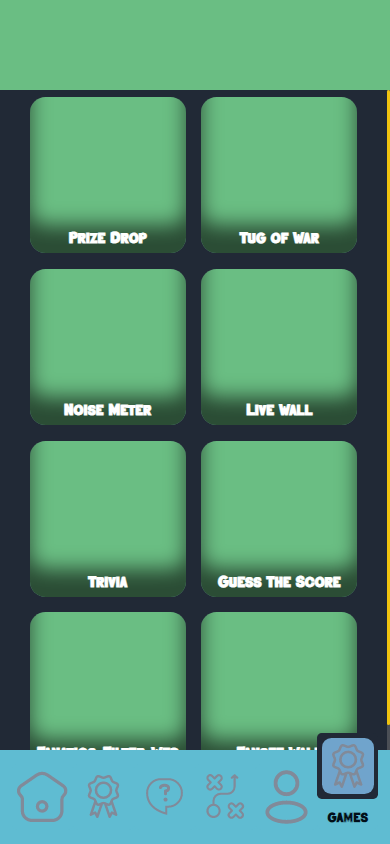 Prize Drop
Tug of War
Noise Meter
Live Wall
Trivia
Guess The Score
GAMES